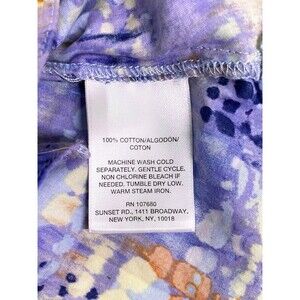 100% COTTON/ALGODON/
COTON
MACHINE WASH COLD
SEPARATELY. GENTLE CYCLE.
NON CHLORINE BLEACH IF
NEEDED. TUMBLE DRY LOW.
WARM STEAM IRON.
RN 107680
SUNSET RD., 1411 BROADWAY,
NEW YORK, NY, 10018